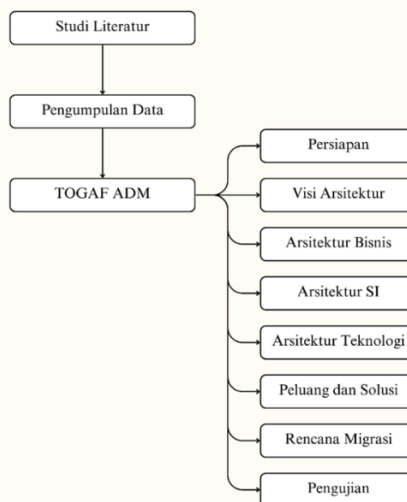 Studi Literatur
Pengumpulan Data
TOGAF ADM
Persiapan
Visi Arsitektur
Arsitektur Bisnis
Arsitektur SI
Arsitektur Teknologi
Peluang dan Solusi
Rencana Migrasi
Pengujian